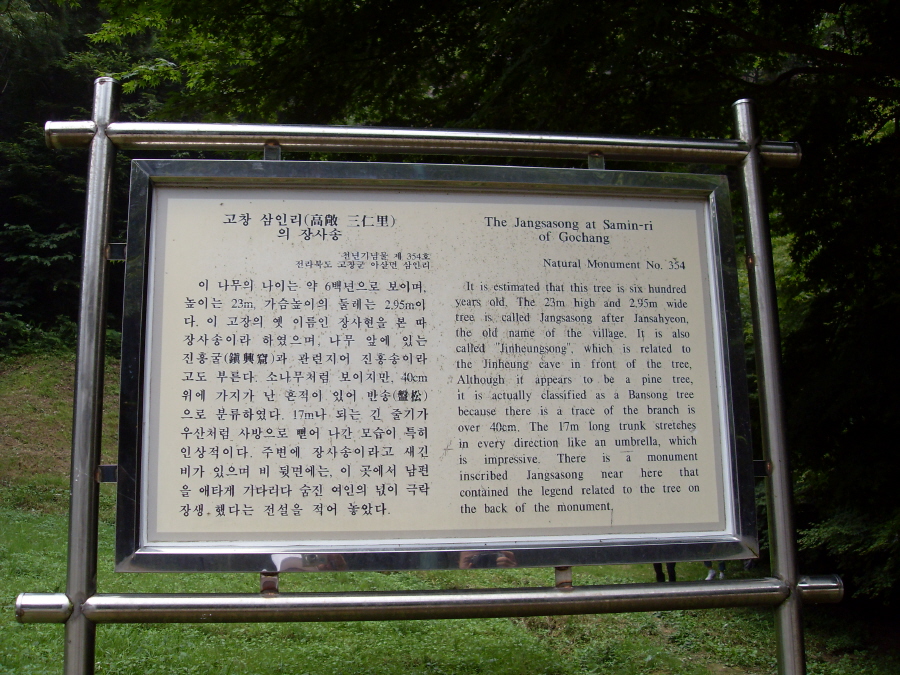 고창 삼인리(高敞 三仁里)
의 장사송
천년기념물 제 354호
전라북도 고창군 아산면 삼인리
이 나무의 나이는 약 6백년으로 보이며,
높이는 23m, 가슴높이의 둘레는 2.95m이
다. 이 고장의 옛 이름인 장사현을 본 따
장사송이라 하였으며, 나무 앞에 있는
진흥굴(鎭興窟)과 관련지어 진흥송이라
고도 부른다. 소나무처럼 보이지만, 40cm
위에 가지가 난 흔적이 있어 반송(盤松)
으로 분류하였다. 17m나 되는 긴 줄기가
우산처럼 사방으로 뻗어 나간 모습이 특히
인상적이다. 주변에 장사송이라고 새긴
비가 있으며 비 뒷면에는, 이 곳에서 남편
을 애타게 기다리다 숨진 여인의 넋이 극락
장생 했다는 전설을 적어 놓았다.
The Jangsasong at Samin-ri
of Gochang
Natural Monument No. 354
It is estimated that this tree is six hundred
years old. The 23m high and 2.95m wide
tree is called Jangsasong after Jansahyeon,
the old name of the village. It is also
called "Jinheungsong", which is related to
the Jinheung cave in front of the tree,
Although it appears to be a pine tree,
it is actually classified as a Bansong tree
because there is a trace of the branch is
over 40cm. The 17m long trunk stretches
in every direction like an umbrella, which
is impressive. There is a monument
inscribed Jangsasong near here that
contained the legend related to the tree on
the back of the monument.